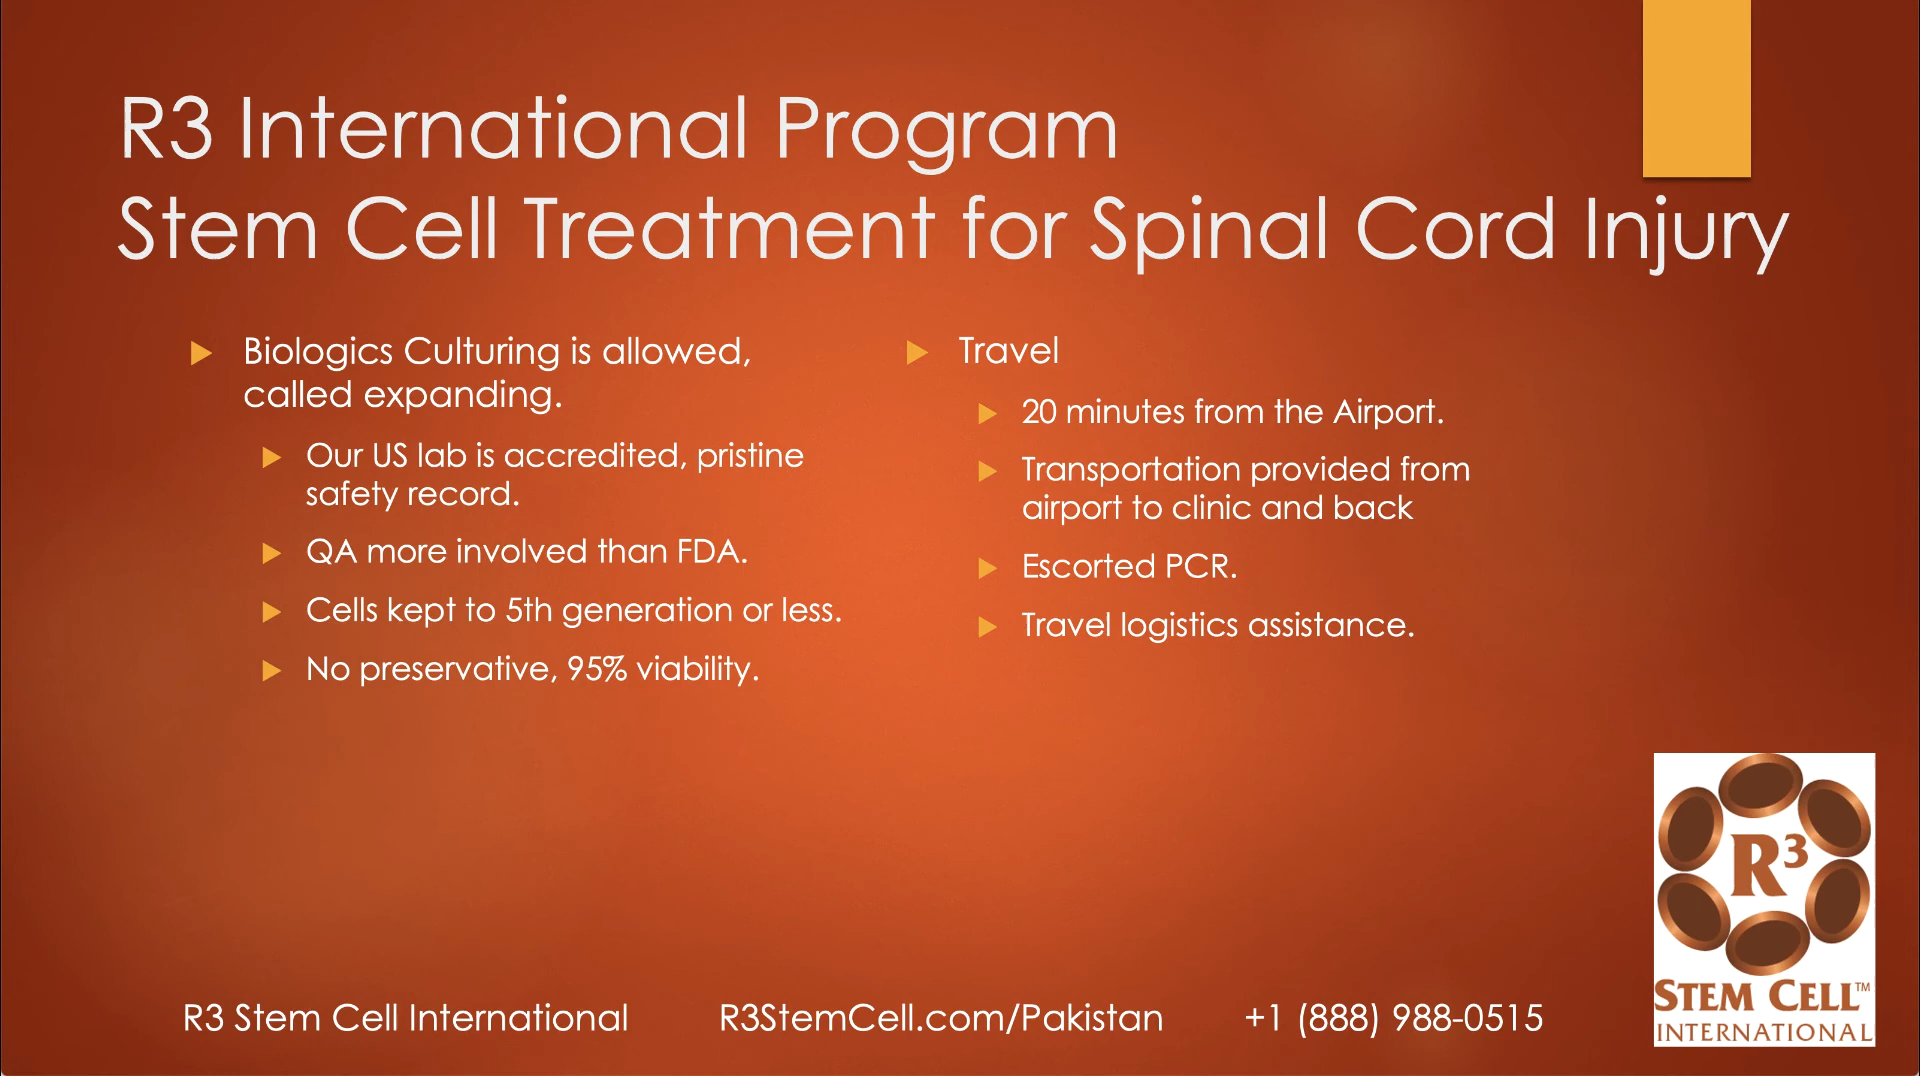 R3 International Program
Stem Cell Treatment for Spinal Cord Injury
Biologics Culturing is allowed,
called expanding.
Our US lab is accredited, pristine
safety record.
QA more involved than FDA.
Cells kept to 5th generation or less.
No preservative, 95% viability.
Travel
20 minutes from the Airport.
Transportation provided from
airport to clinic and back
Escorted PCR.
Travel logistics assistance.
R³
STEM CELL™
INTERNATIONAL
R3 Stem Cell International R3StemCell.com/Pakistan +1 (888) 988-0515